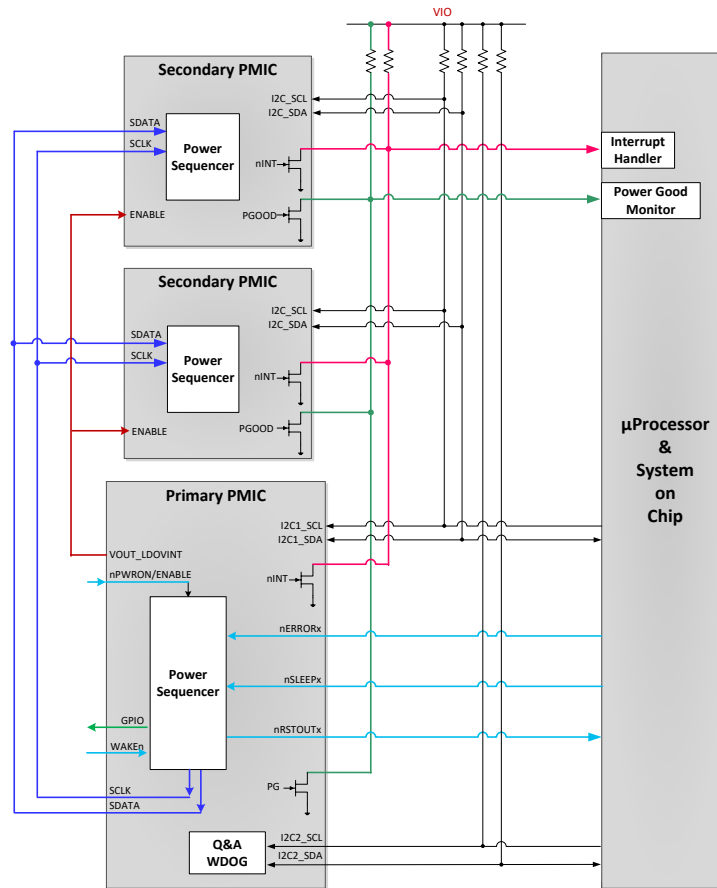 VIO
Secondary PMIC
I2C_SCL
I2C_SDA
SDATA
SCLK
Power
Sequencer
nINT
PGOOD
ENABLE
Interrupt
Handler
Power Good
Monitor
Secondary PMIC
I2C_SCL
I2C_SDA
SDATA
SCLK
Power
Sequencer
nINT
PGOOD
ENABLE
µProcessor
&
System
on
Chip
Primary PMIC
I2C1_SCL
I2C1_SDA
VOUT_LDOVINT
nPWRON/ENABLE
nINT
Power
Sequencer
nERRORx
nSLEEPx
nRSTOUTx
GPIO
WAKEn
SCLK
SDATA
PG
Q&A
WDOG
I2C2_SCL
I2C2_SDA